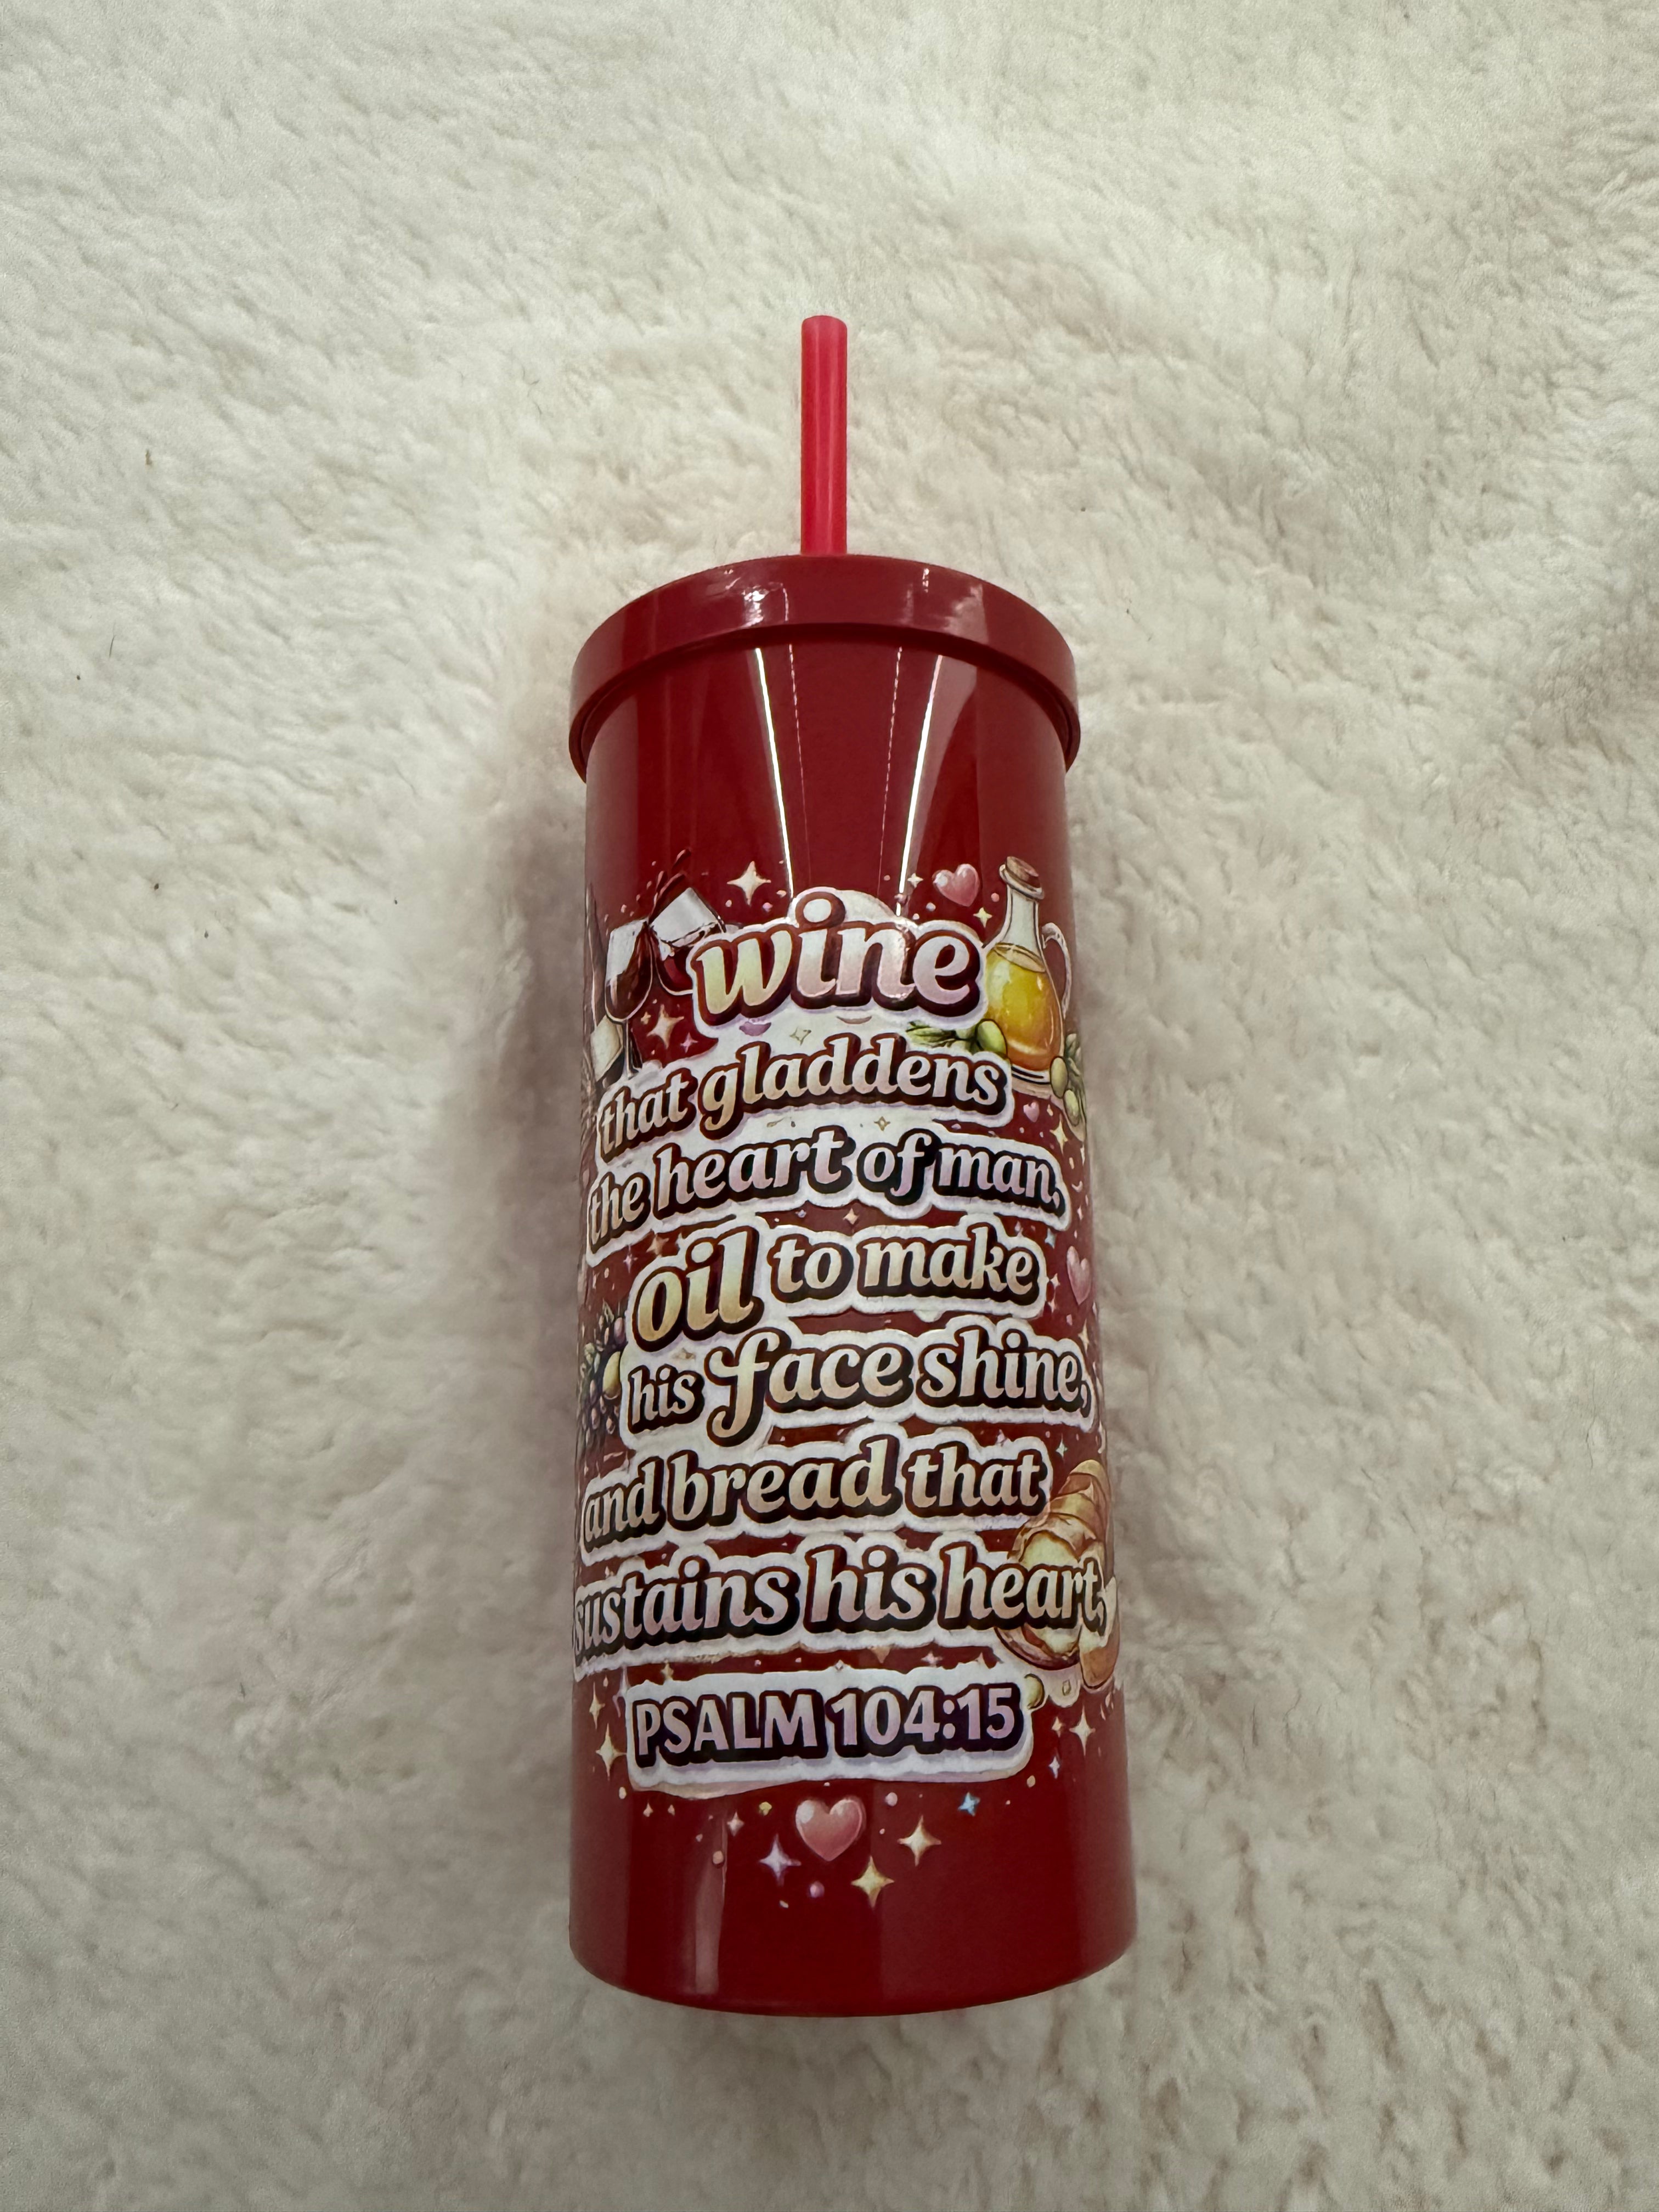 wine
that gladdens
the heart of man,
oil to make
his face shine,
and bread that
sustains his heart,
PSALM 104:15